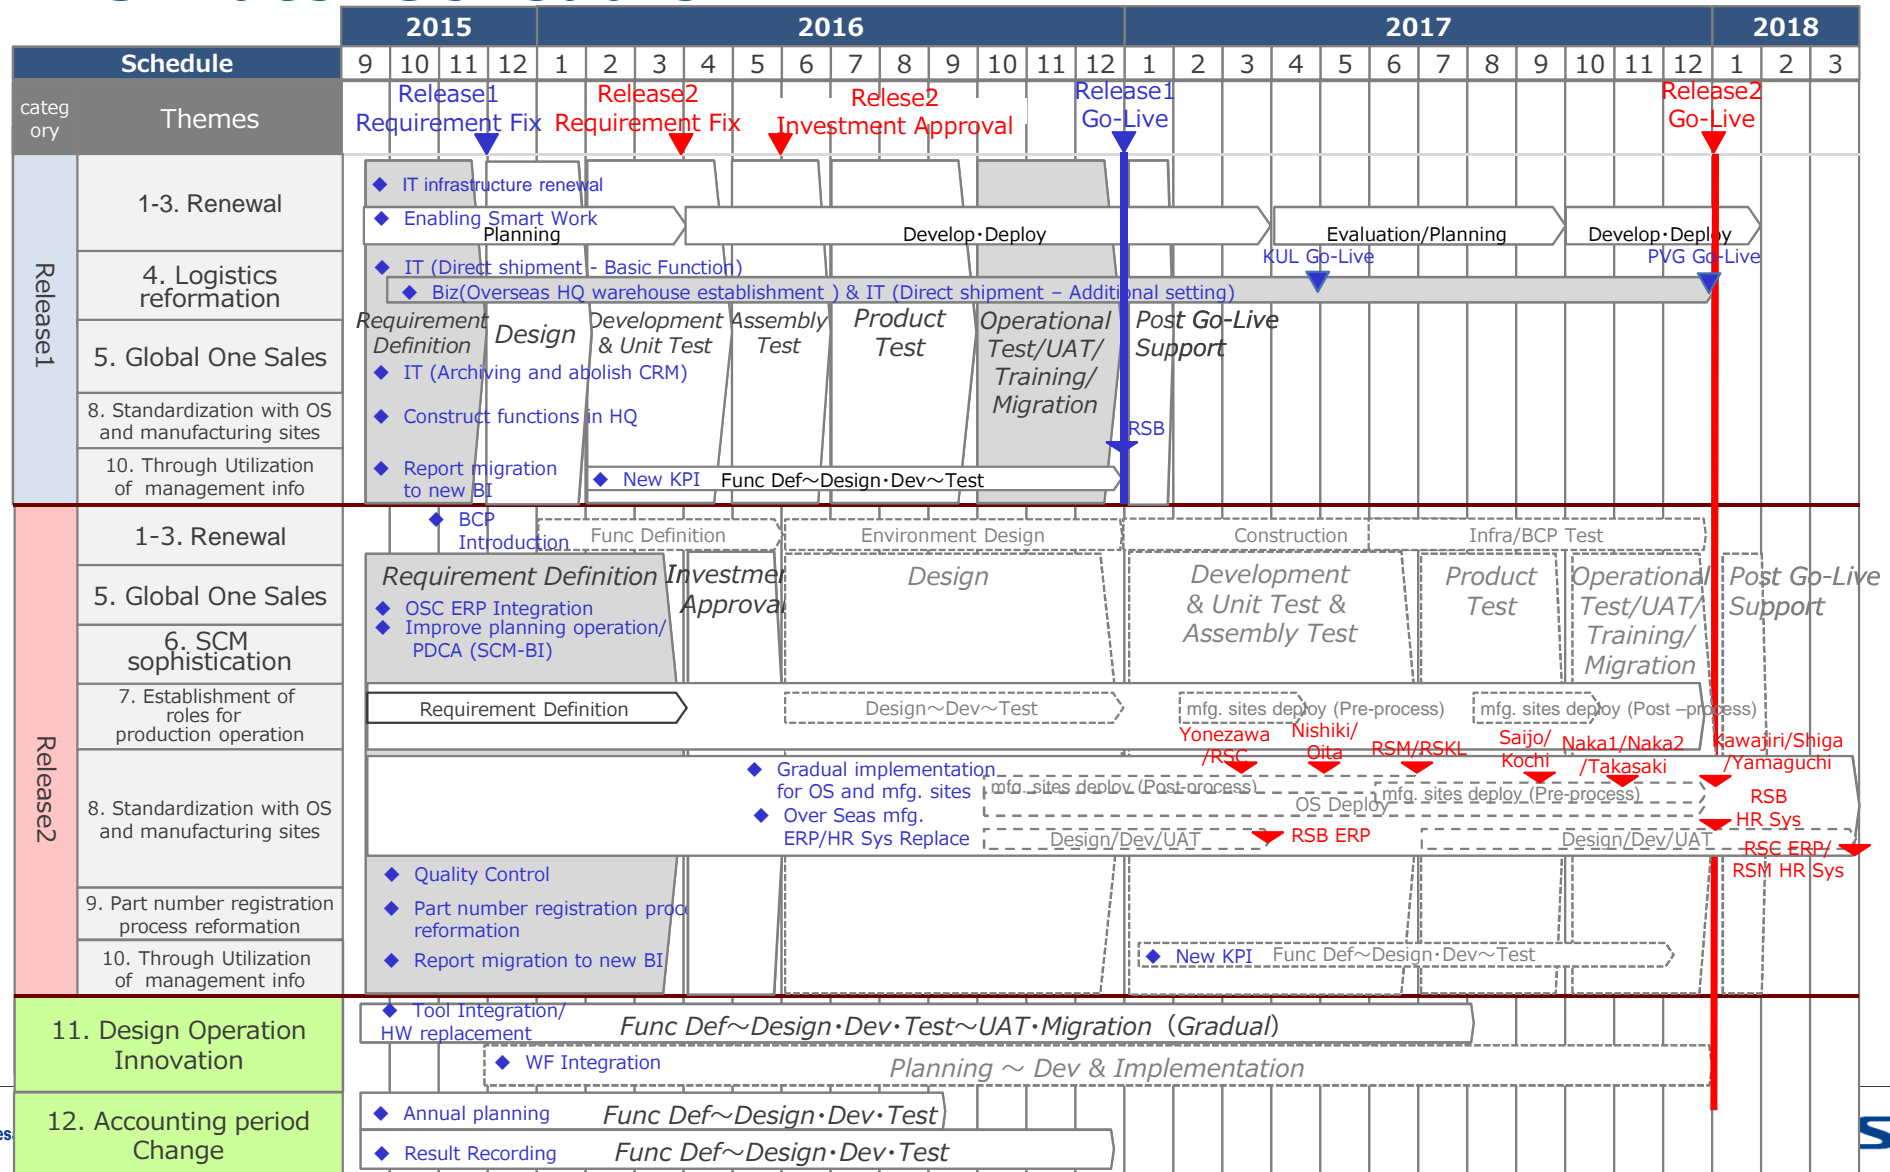 2015 2016 2017 2018
Schedule 9 10 11 12 1 2 3 4 5 6 7 8 9 10 11 12 1 2 3 4 5 6 7 8 9 10 11 12 1 2 3
categ
ory
Themes
Release1
Requirement Fix
Release2
Requirement Fix
Relese2
Investment Approval
Release1
Go-Live
Release2
Go-Live
Release1
1-3. Renewal
◆ IT infrastructure renewal
◆ Enabling Smart Work
Planning
Develop・Deploy
Evaluation/Planning
Develop・Deploy
4. Logistics
reformation
◆ IT (Direct shipment - Basic Function)
KUL Go-Live
PVG Go-Live
◆ Biz(Overseas HQ warehouse establishment ) & IT (Direct shipment – Additional setting)
Requirement
Definition
Design
Development
& Unit Test
Assembly
Test
Product
Test
Operational
Test/UAT/
Training/
Migration
Post Go-Live
Support
5. Global One Sales
◆ IT (Archiving and abolish CRM)
8. Standardization with OS
and manufacturing sites
◆ Construct functions in HQ
RSB
10. Through Utilization
of management info
◆ Report migration
to new BI
◆ New KPI Func Def～Design・Dev～Test
Release2
1-3. Renewal
◆ BCP
Introduction
Func Definition
Environment Design
Construction
Infra/BCP Test
5. Global One Sales
Requirement Definition
Investmen
Approval
Design
Development
& Unit Test &
Assembly Test
Product
Test
Operational
Test/UAT/
Training/
Migration
Post Go-Live
Support
◆ OSC ERP Integration
◆ Improve planning operation/
PDCA (SCM-BI)
6. SCM
sophistication
7. Establishment of
roles for
production operation
Requirement Definition
Design～Dev～Test
mfg. sites deploy (Pre-process)
mfg. sites deploy (Post –process)
8. Standardization with OS
and manufacturing sites
Yonezawa
/RSC
Nishiki/
Oita
RSM/RSKL
Saijo/
Kochi
Naka1/Naka2
/Takasaki
Kawajiri/Shiga
/Yamaguchi
◆ Gradual implementation
for OS and mfg. sites
mfg. sites deploy (Post-process)
OS Deploy
mfg. sites deploy (Pre-process)
◆ Over Seas mfg.
ERP/HR Sys Replace
Design/Dev/UAT
RSB ERP
Design/Dev/UAT
RSB
HR Sys
RSC ERP/
RSM HR Sys
◆ Quality Control
9. Part number registration
process reformation
◆ Part number registration proc
reformation
10. Through Utilization
of management info
◆ Report migration to new BI
◆ New KPI Func Def～Design・Dev～Test
11. Design Operation
Innovation
◆ Tool Integration/
HW replacement
Func Def～Design・Dev・Test～UAT・Migration（Gradual）
◆ WF Integration
Planning ～ Dev & Implementation
12. Accounting period
Change
◆ Annual planning Func Def～Design・Dev・Test
◆ Result Recording Func Def～Design・Dev・Test